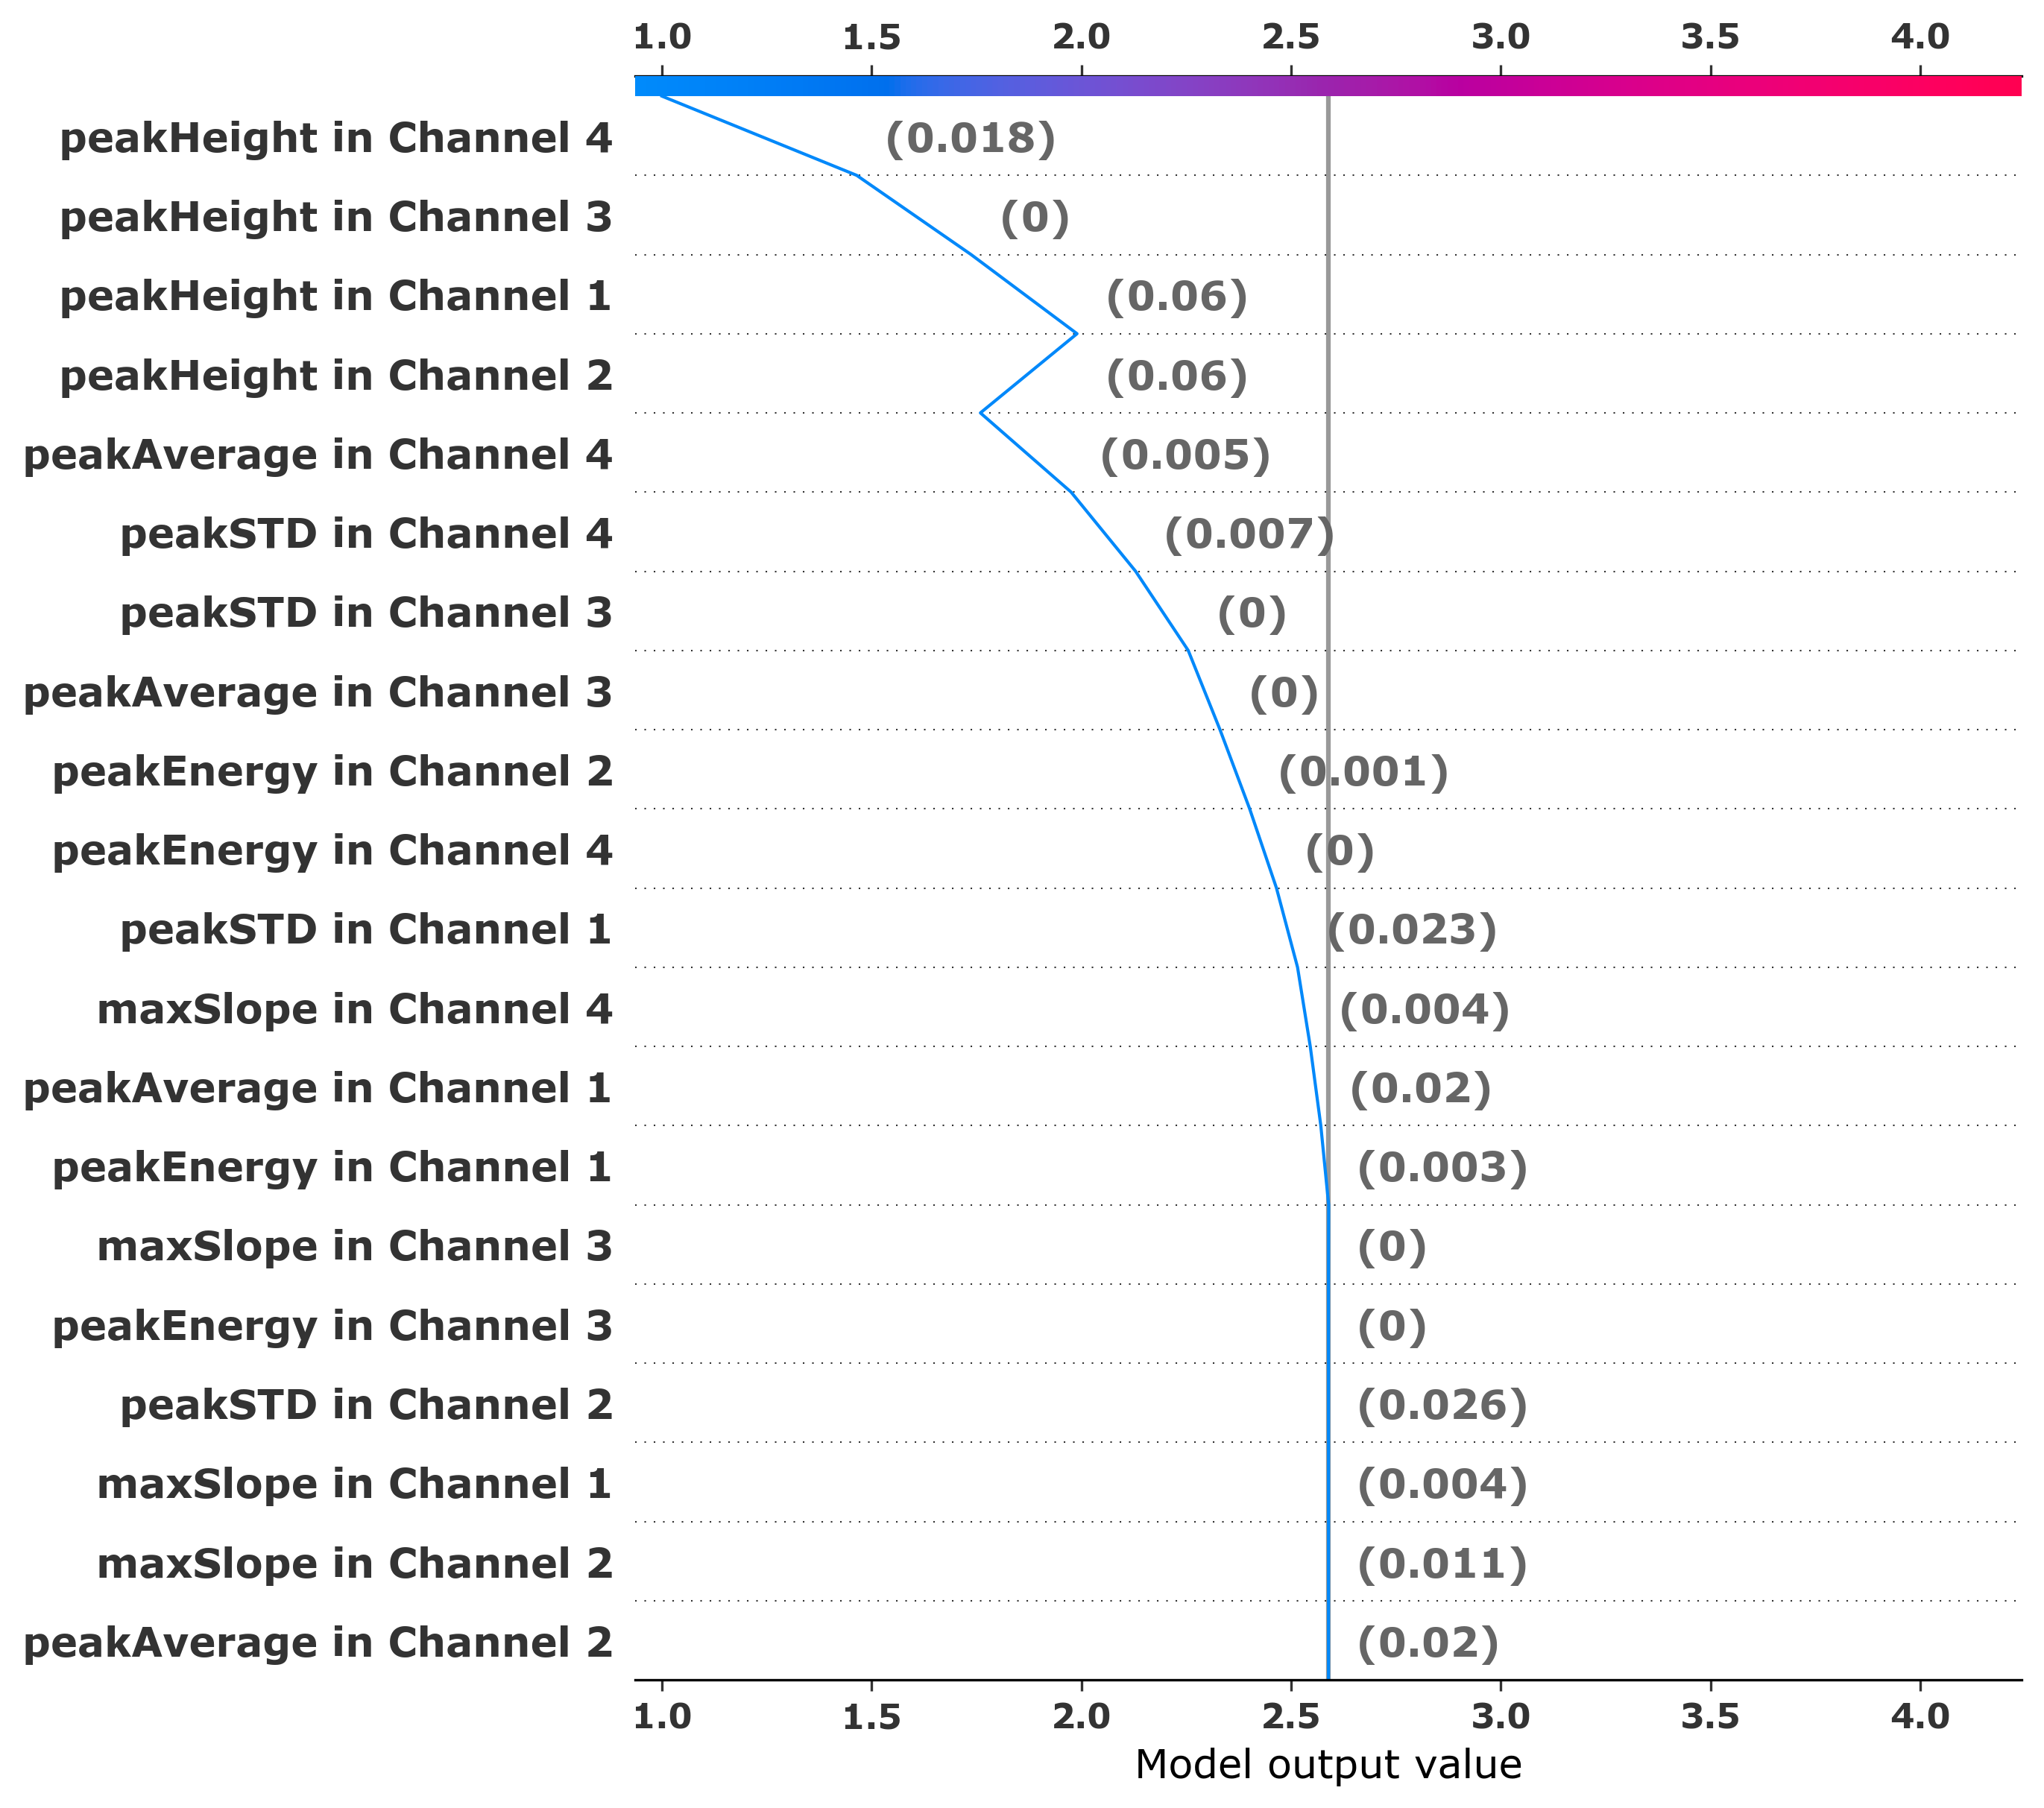 1.0 1.5 2.0 2.5 3.0 3.5 4.0
peakHeight in Channel 4 (0.018)
peakHeight in Channel 3 (0)
peakHeight in Channel 1 (0.06)
peakHeight in Channel 2 (0.06)
peakAverage in Channel 4 (0.005)
peakSTD in Channel 4 (0.007)
peakSTD in Channel 3 (0)
peakAverage in Channel 3 (0)
peakEnergy in Channel 2 (0.001)
peakEnergy in Channel 4 (0)
peakSTD in Channel 1 (0.023)
maxSlope in Channel 4 (0.004)
peakAverage in Channel 1 (0.02)
peakEnergy in Channel 1 (0.003)
maxSlope in Channel 3 (0)
peakEnergy in Channel 3 (0)
peakSTD in Channel 2 (0.026)
maxSlope in Channel 1 (0.004)
maxSlope in Channel 2 (0.011)
peakAverage in Channel 2 (0.02)
1.0 1.5 2.0 2.5 3.0 3.5 4.0
Model output value